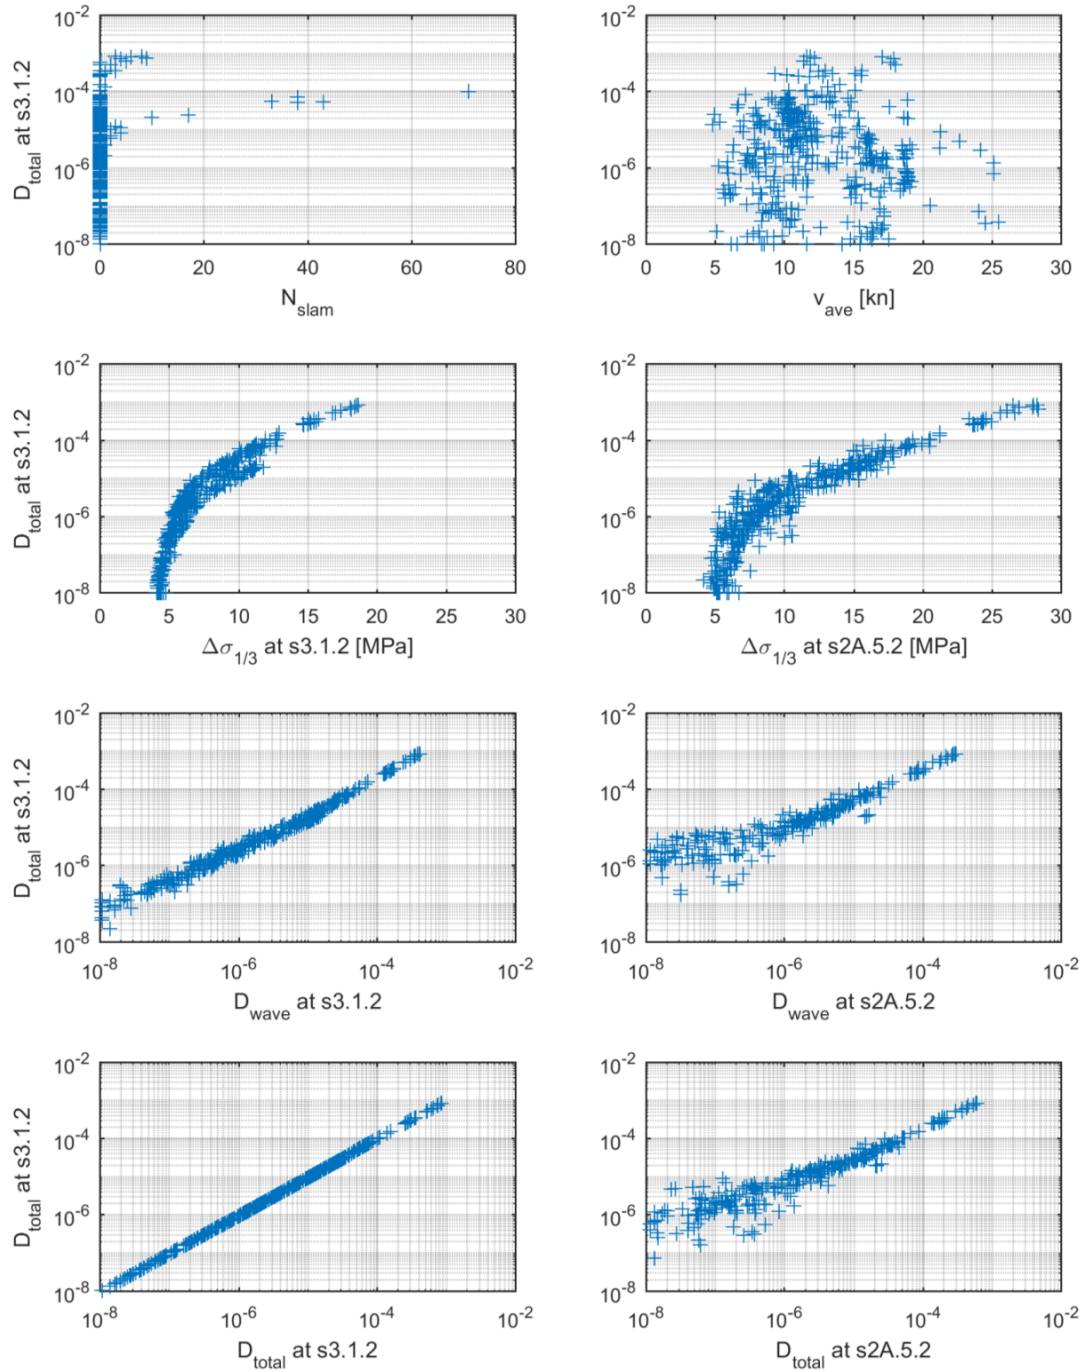 10^-2
10^-4
10^-6
10^-8
D_total at s3.1.2
0 20 40 60 80
N_slam
10^-2
10^-4
10^-6
10^-8
0 5 10 15 20 25 30
v_ave [kn]
10^-2
10^-4
10^-6
10^-8
D_total at s3.1.2
0 5 10 15 20 25 30
Δσ_1/3 at s3.1.2 [MPa]
10^-2
10^-4
10^-6
10^-8
0 5 10 15 20 25 30
Δσ_1/3 at s2A.5.2 [MPa]
10^-2
10^-4
10^-6
10^-8
D_total at s3.1.2
10^-8 10^-6 10^-4 10^-2
D_wave at s3.1.2
10^-2
10^-4
10^-6
10^-8
10^-8 10^-6 10^-4 10^-2
D_wave at s2A.5.2
10^-2
10^-4
10^-6
10^-8
D_total at s3.1.2
10^-8 10^-6 10^-4 10^-2
D_total at s3.1.2
10^-2
10^-4
10^-6
10^-8
10^-8 10^-6 10^-4 10^-2
D_total at s2A.5.2